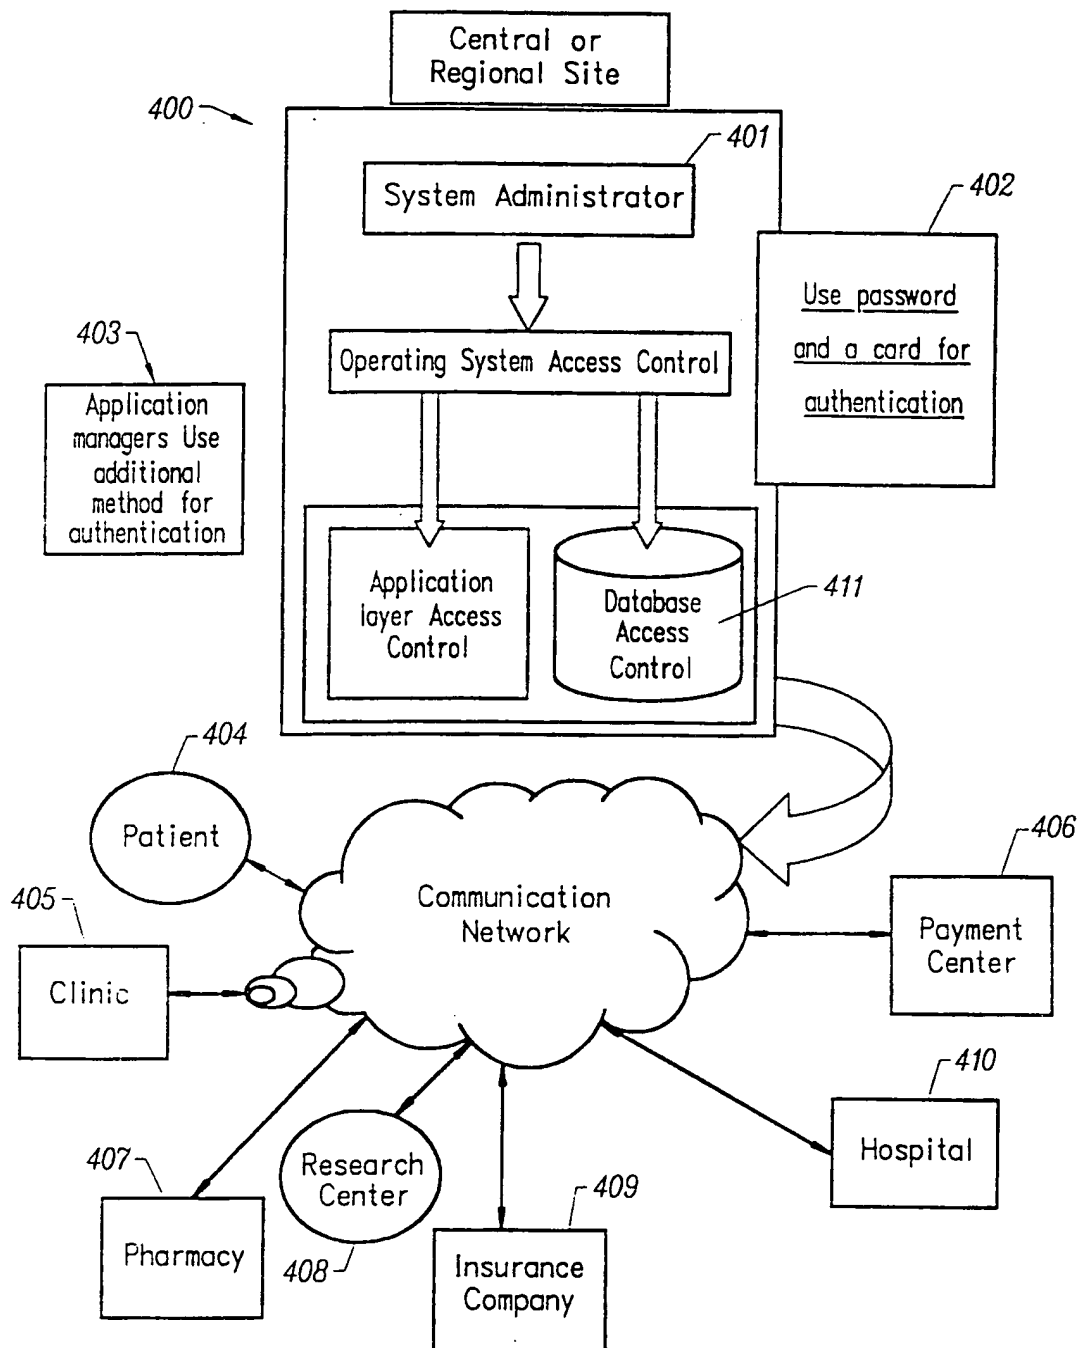 Central or
Regional Site
400
401
System Administrator
402
Use password
and a card for
authentication
403
Application
managers Use
additional
method for
authentication
Operating System Access Control
Application
layer Access
Control
Database
Access
Control
411
404
Patient
405
Clinic
Communication
Network
406
Payment
Center
410
Hospital
407
Pharmacy
Research
Center
408
409
Insurance
Company